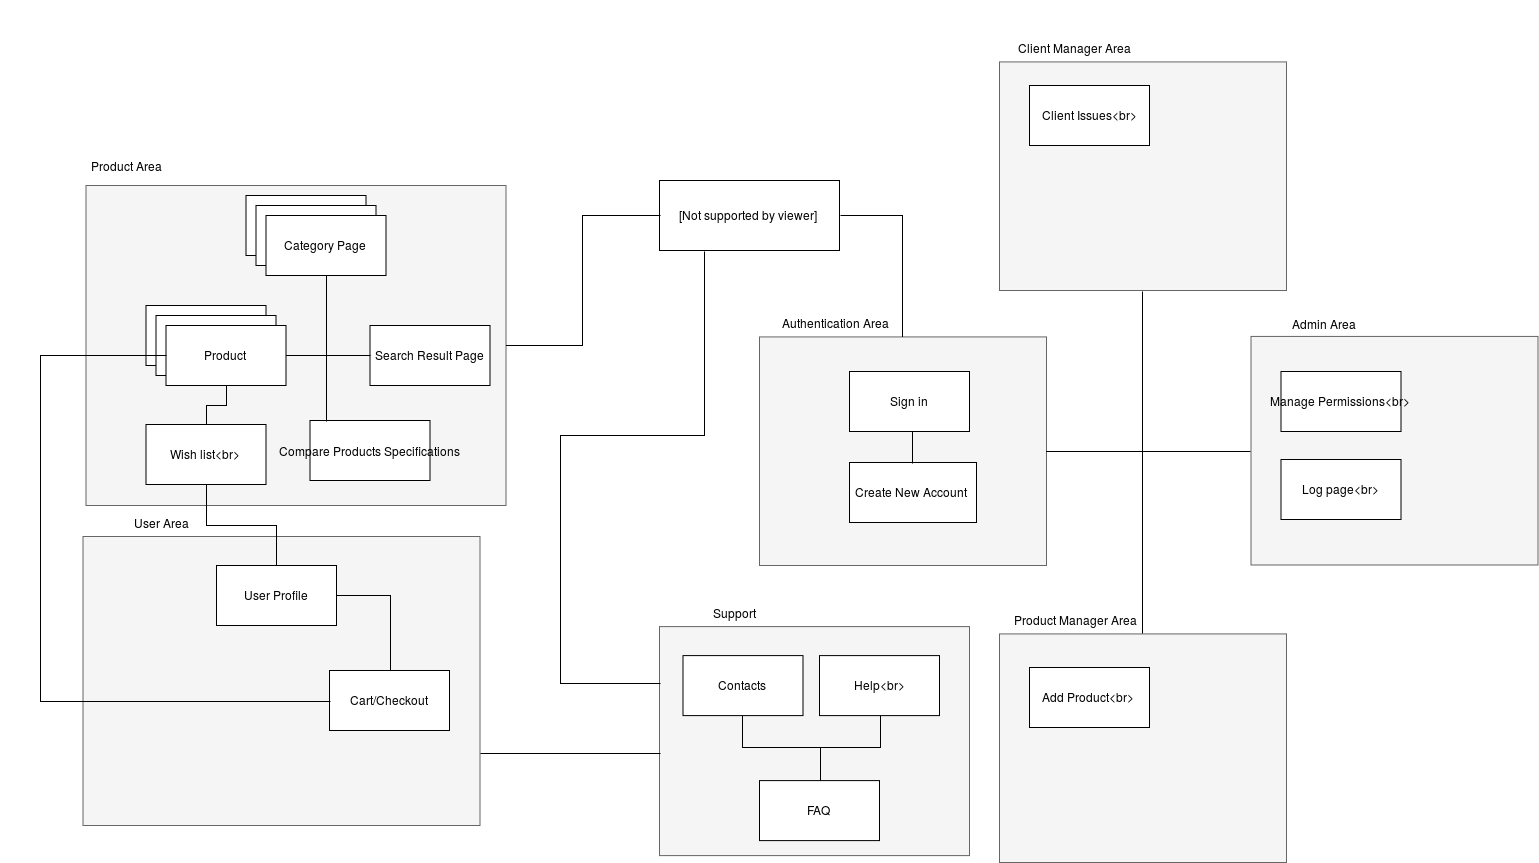 Client Manager Area
Client Issues<br>
Product Area
Category Page
[Not supported by viewer]
Product
Search Result Page
Wish list<br>
Compare Products Specifications
Authentication Area
Sign in
Create New Account
Admin Area
Manage Permissions<br>
Log page<br>
User Area
User Profile
Cart/Checkout
Support
Contacts
Help<br>
FAQ
Product Manager Area
Add Product<br>